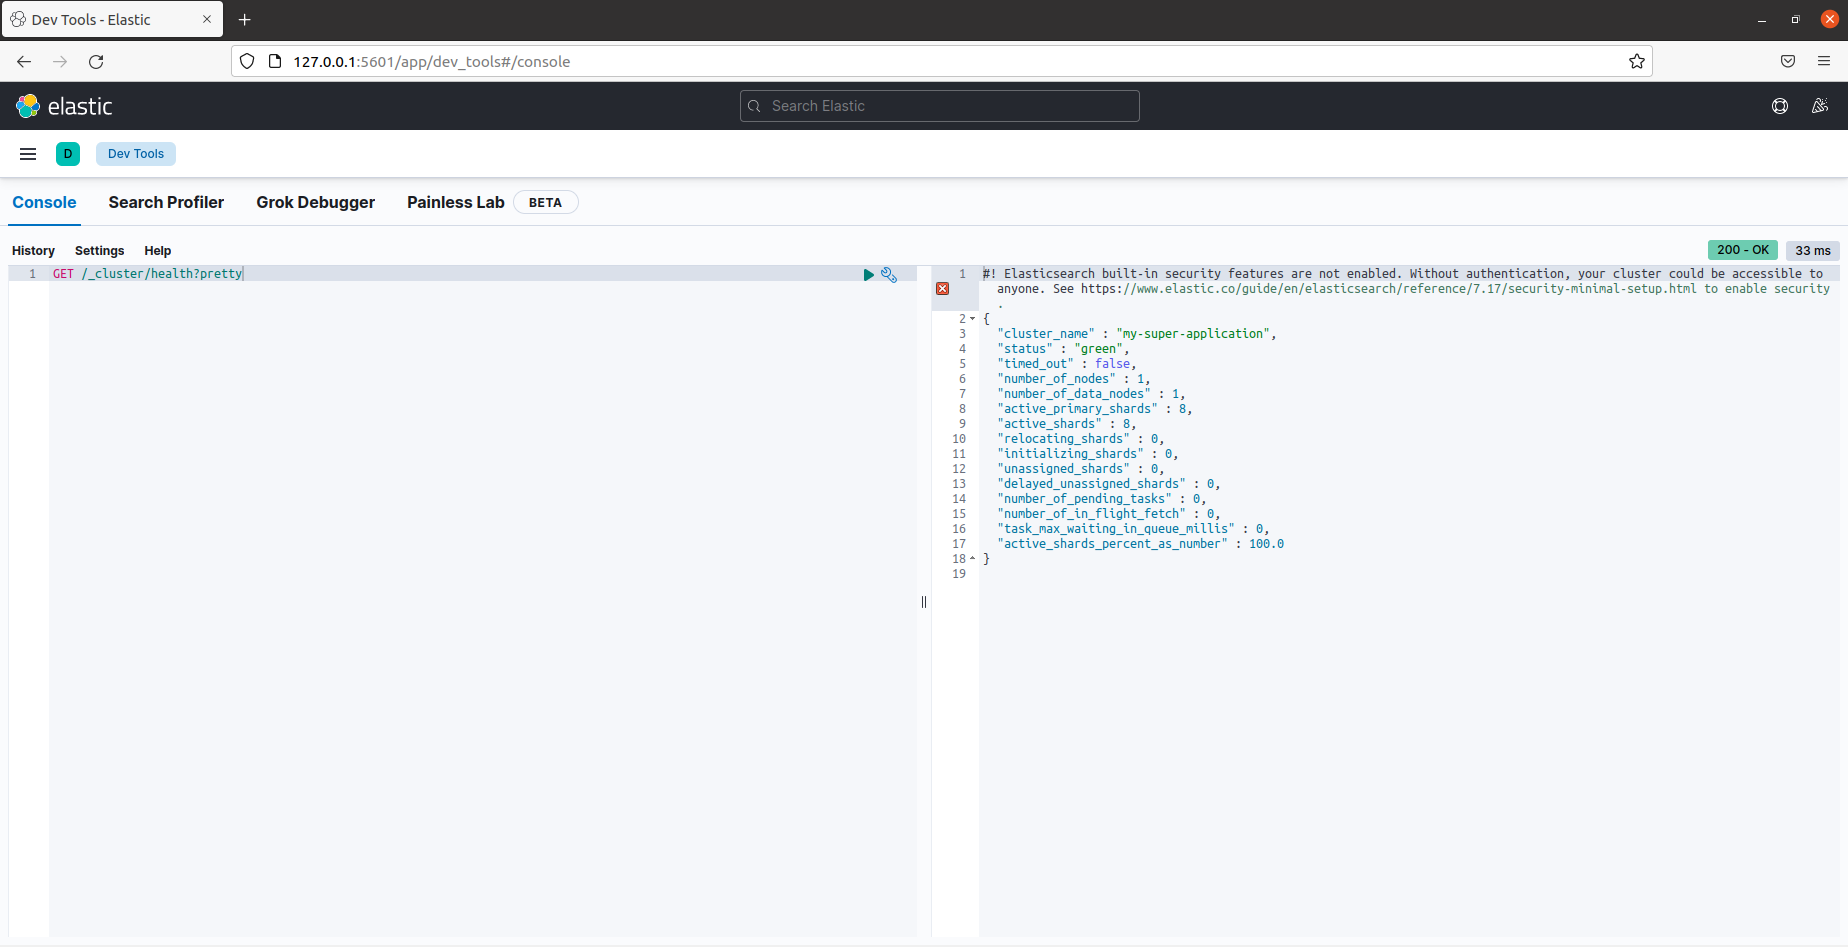 Dev Tools - Elastic
127.0.0.1:5601/app/dev_tools#/console
elastic
Search Elastic
D
Dev Tools
Console
Search Profiler
Grok Debugger
Painless Lab
BETA
History
Settings
Help
200 - OK
33 ms
1
GET /_cluster/health?pretty
1 #! Elasticsearch built-in security features are not enabled. Without authentication, your cluster could be accessible to
anyone. See https://www.elastic.co/guide/en/elasticsearch/reference/7.17/security-minimal-setup.html to enable security
.
2 {
3 "cluster_name" : "my-super-application",
4 "status" : "green",
5 "timed_out" : false,
6 "number_of_nodes" : 1,
7 "number_of_data_nodes" : 1,
8 "active_primary_shards" : 8,
9 "active_shards" : 8,
10 "relocating_shards" : 0,
11 "initializing_shards" : 0,
12 "unassigned_shards" : 0,
13 "delayed_unassigned_shards" : 0,
14 "number_of_pending_tasks" : 0,
15 "number_of_in_flight_fetch" : 0,
16 "task_max_waiting_in_queue_millis" : 0,
17 "active_shards_percent_as_number" : 100.0
18 }
19